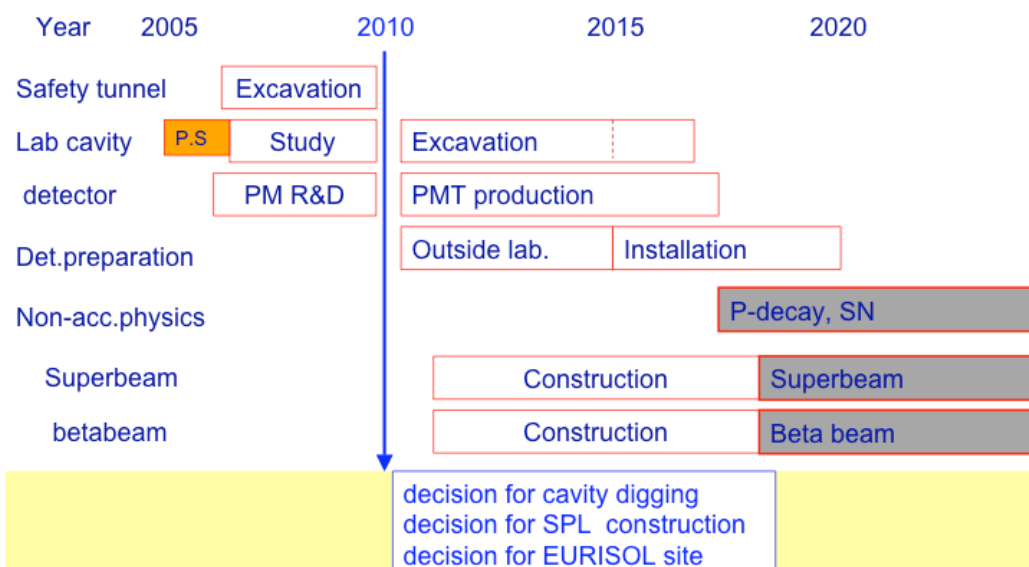 Year 2005 2010 2015 2020
Safety tunnel Excavation
Lab cavity P.S Study Excavation
detector PM R&D PMT production
Det.preparation Outside lab. Installation
Non-acc.physics P-decay, SN
Superbeam Construction Superbeam
betabeam Construction Beta beam
decision for cavity digging
decision for SPL construction
decision for EURISOL site